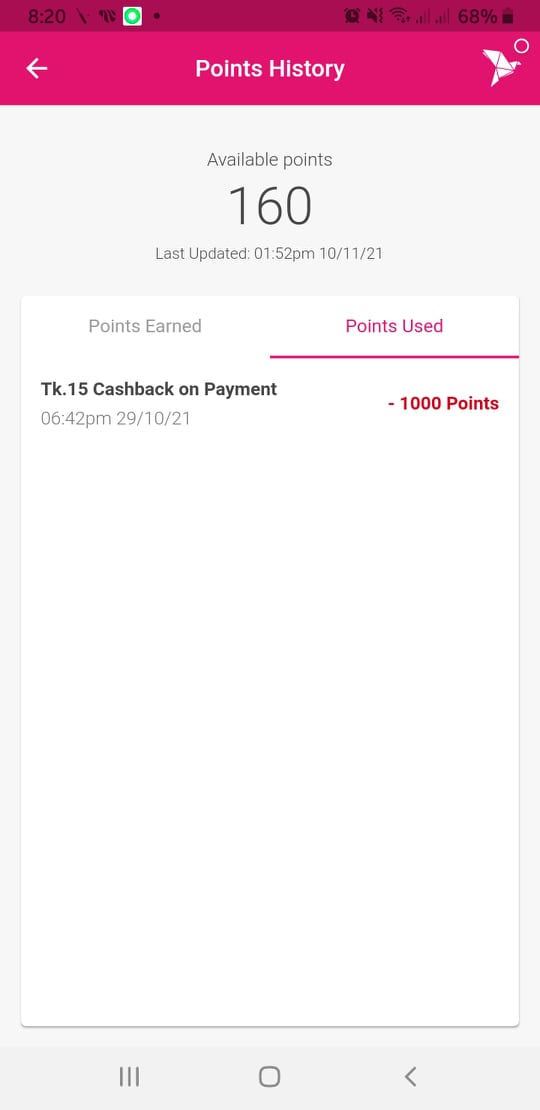 8:20
68%
Points History
Available points
160
Last Updated: 01:52pm 10/11/21
Points Earned
Points Used
Tk.15 Cashback on Payment
- 1000 Points
06:42pm 29/10/21